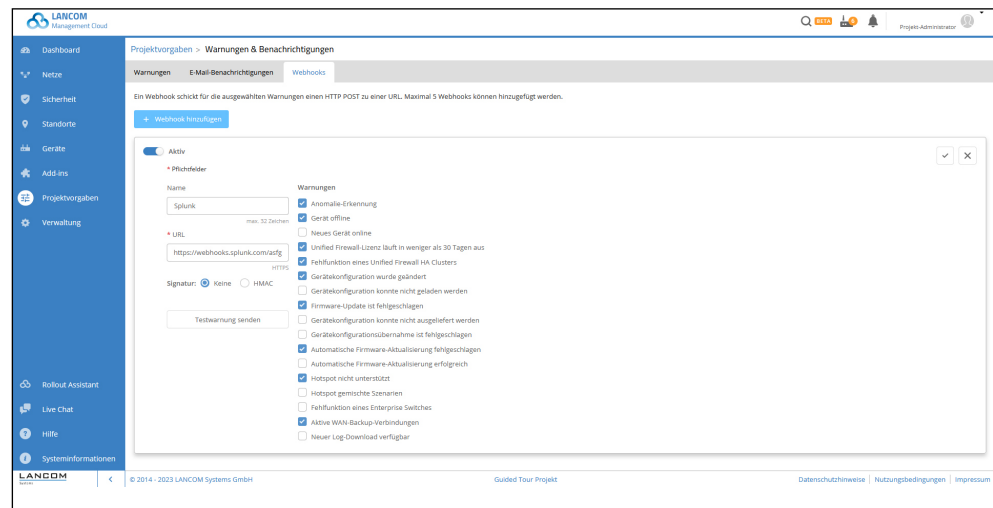 LANCOM
Management Cloud
BETA
Projekt-Administrator
Dashboard
Netze
Sicherheit
Standorte
Geräte
Add-ins
Projektvorgaben
Verwaltung
Rollout Assistant
Live Chat
Hilfe
Systeminformationen
Projektvorgaben > Warnungen & Benachrichtigungen
Warnungen E-Mail-Benachrichtigungen Webhooks
Ein Webhook schickt für die ausgewählten Warnungen einen HTTP POST zu einer URL. Maximal 5 Webhooks können hinzugefügt werden.
+ Webhook hinzufügen
Aktiv
* Pflichtfelder
Name
Splunk
max. 52 Zeichen
* URL
https://webhooks.splunk.com/asfg
HTTPS
Signatur: Keine HMAC
Testwarnung senden
Warnungen
Anomalie-Erkennung
Gerät offline
Neues Gerät online
Unified Firewall-Lizenz läuft in weniger als 30 Tagen aus
Fehlfunktion eines Unified Firewall HA Clusters
Gerätekonfiguration wurde geändert
Gerätekonfiguration konnte nicht geladen werden
Firmware-Update ist fehlgeschlagen
Gerätekonfiguration konnte nicht ausgeliefert werden
Gerätekonfigurationsübernahme ist fehlgeschlagen
Automatische Firmware-Aktualisierung fehlgeschlagen
Automatische Firmware-Aktualisierung erfolgreich
Hotspot nicht unterstützt
Hotspot gemischte Szenarien
Fehlfunktion eines Enterprise Switches
Aktive WAN-Backup-Verbindungen
Neuer Log-Download verfügbar
LANCOM
© 2014 - 2023 LANCOM Systems GmbH
Guided Tour Projekt
Datenschutzhinweise | Nutzungsbedingungen | Impressum